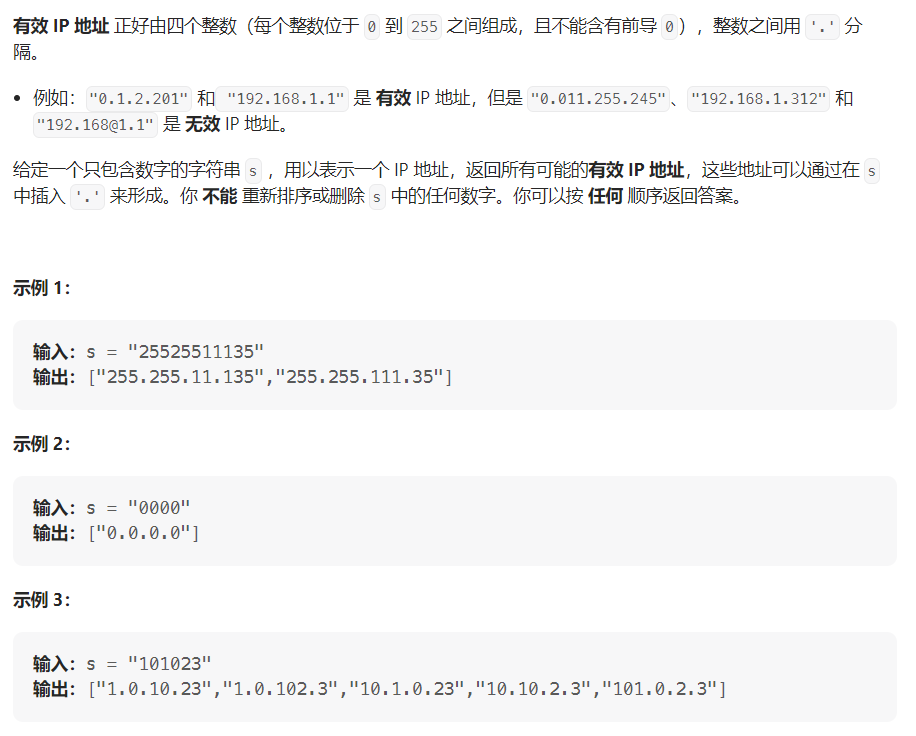 有效 IP 地址 正好由四个整数（每个整数位于 0 到 255 之间组成，且不能含有前导 0），整数之间用 '.' 分
隔。
• 例如："0.1.2.201" 和 "192.168.1.1" 是 有效 IP 地址，但是 "0.011.255.245"、"192.168.1.312" 和
"192.168@1.1" 是 无效 IP 地址。
给定一个只包含数字的字符串 s ，用以表示一个 IP 地址，返回所有可能的有效 IP 地址，这些地址可以通过在 s
中插入 '.' 来形成。你 不能 重新排序或删除 s 中的任何数字。你可以按 任何 顺序返回答案。
示例 1：
输入：s = "25525511135"
输出：["255.255.11.135","255.255.111.35"]
示例 2：
输入：s = "0000"
输出：["0.0.0.0"]
示例 3：
输入：s = "101023"
输出：["1.0.10.23","1.0.102.3","10.1.0.23","10.10.2.3","101.0.2.3"]